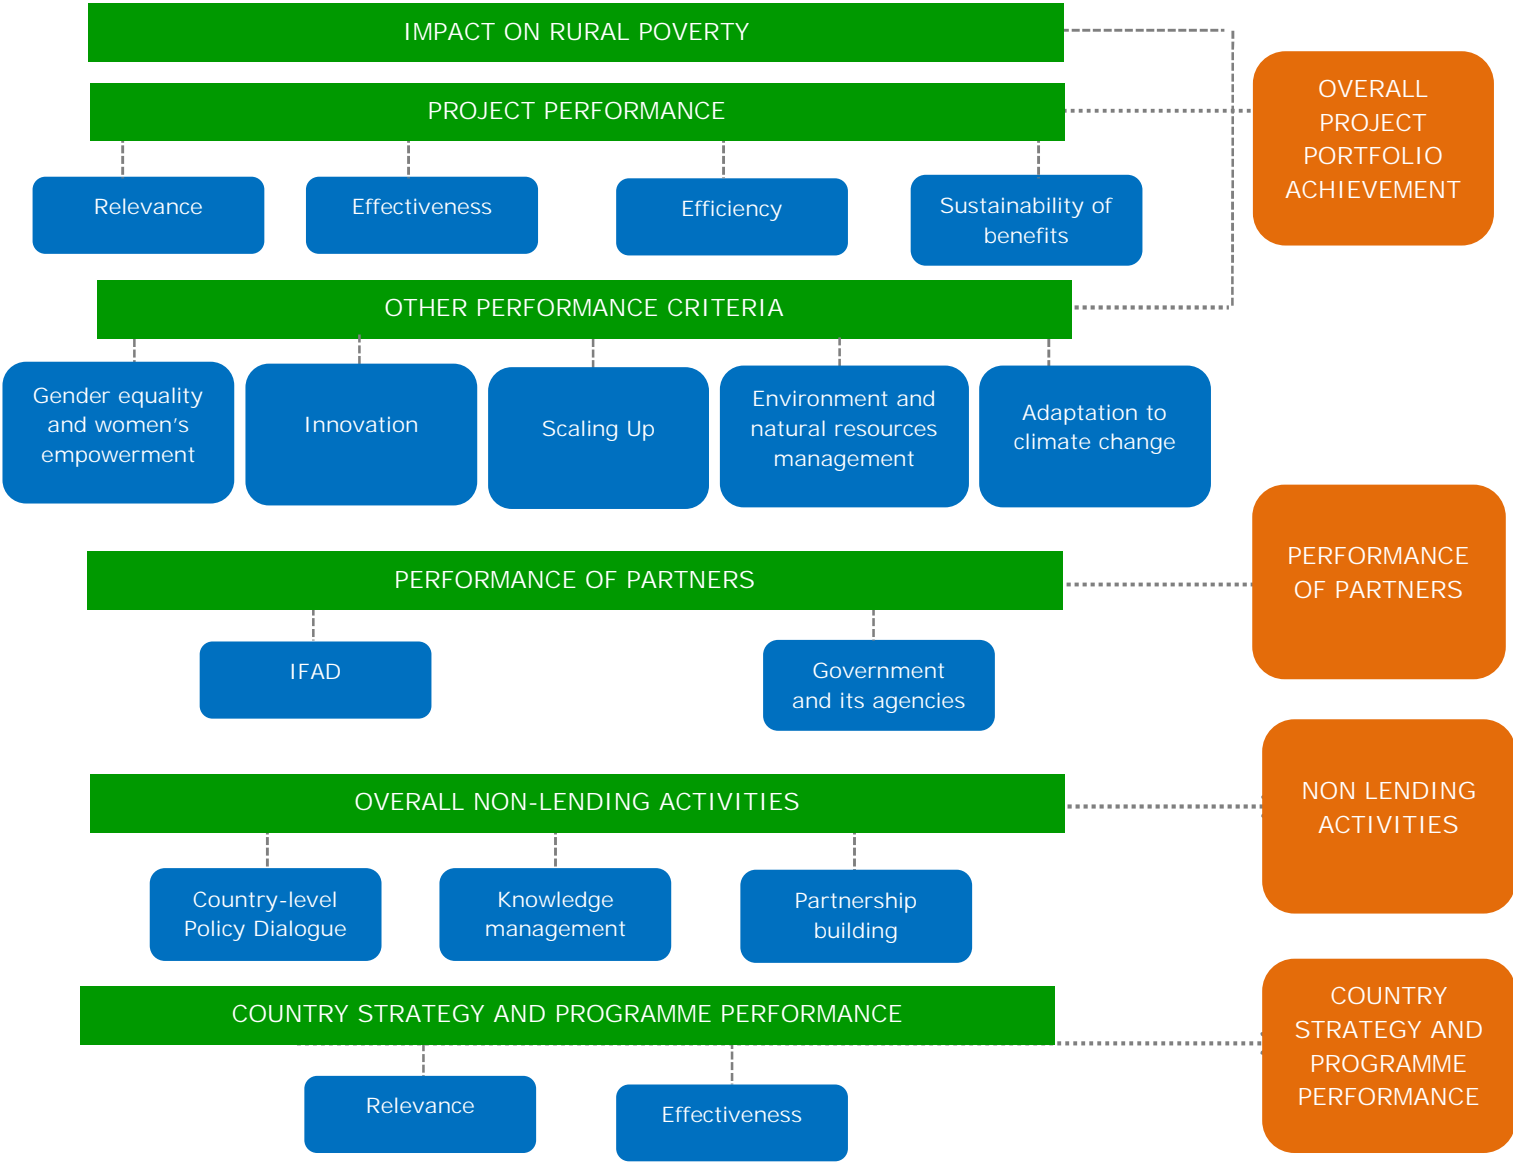 IMPACT ON RURAL POVERTY
PROJECT PERFORMANCE
OVERALL
PROJECT
PORTFOLIO
ACHIEVEMENT
Relevance
Effectiveness
Efficiency
Sustainability of
benefits
OTHER PERFORMANCE CRITERIA
Gender equality
and women's
empowerment
Innovation
Scaling Up
Environment and
natural resources
management
Adaptation to
climate change
PERFORMANCE OF PARTNERS
PERFORMANCE
OF PARTNERS
IFAD
Government
and its agencies
OVERALL NON-LENDING ACTIVITIES
NON LENDING
ACTIVITIES
Country-level
Policy Dialogue
Knowledge
management
Partnership
building
COUNTRY STRATEGY AND PROGRAMME PERFORMANCE
COUNTRY
STRATEGY AND
PROGRAMME
PERFORMANCE
Relevance
Effectiveness